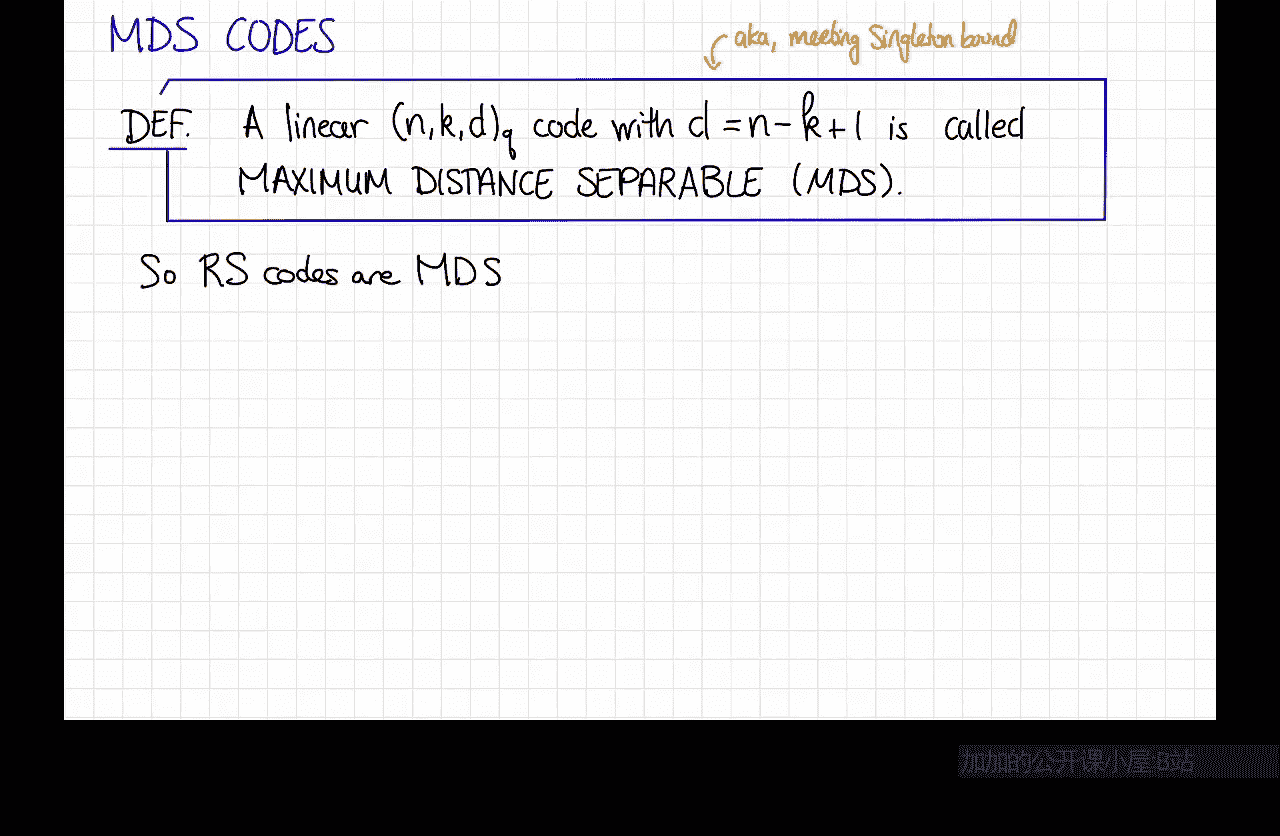 MDS CODES
aka, meeting Singleton bound
DEF. A linear (n,k,d)_q code with d = n-k+1 is called
MAXIMUM DISTANCE SEPARABLE (MDS).
So RS codes are MDS
加加的公开课小屋 B站